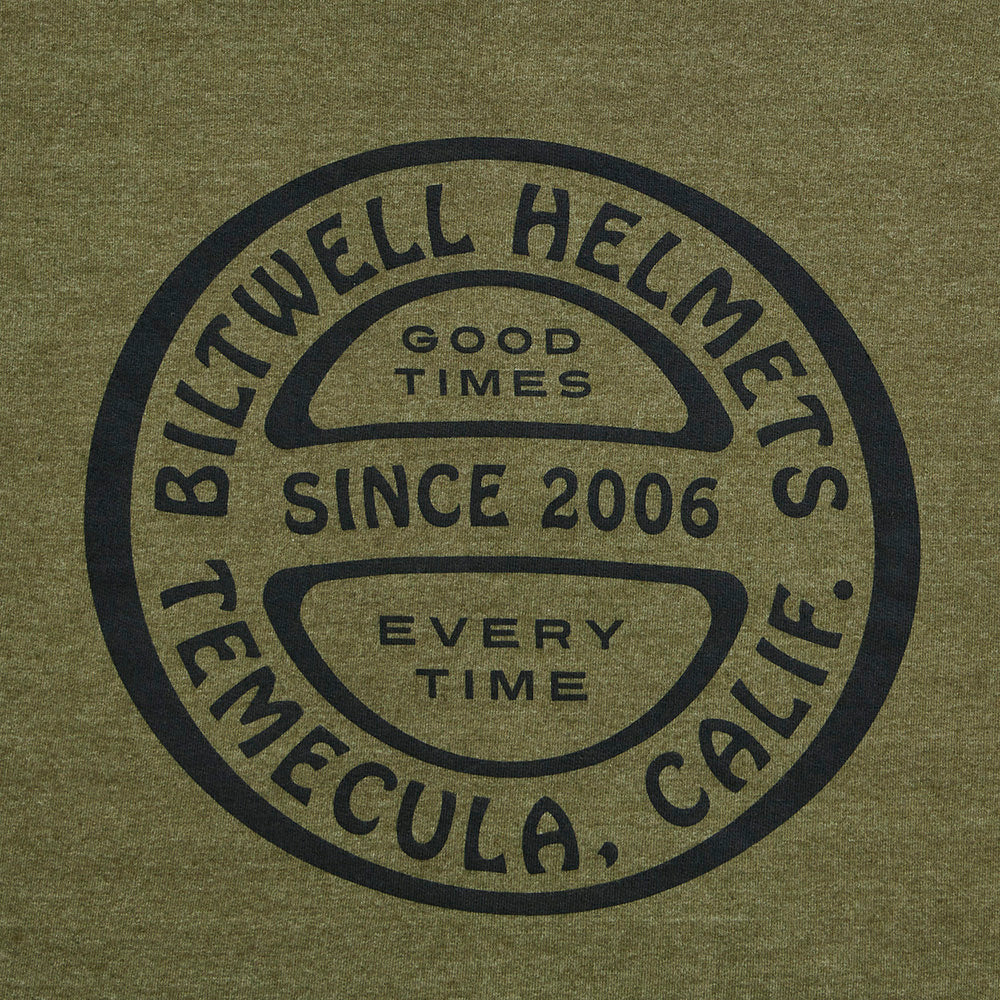 BILTWELL HELMETS
GOOD
TIMES
SINCE 2006
EVERY
TIME
TEMECULA, CALIF.